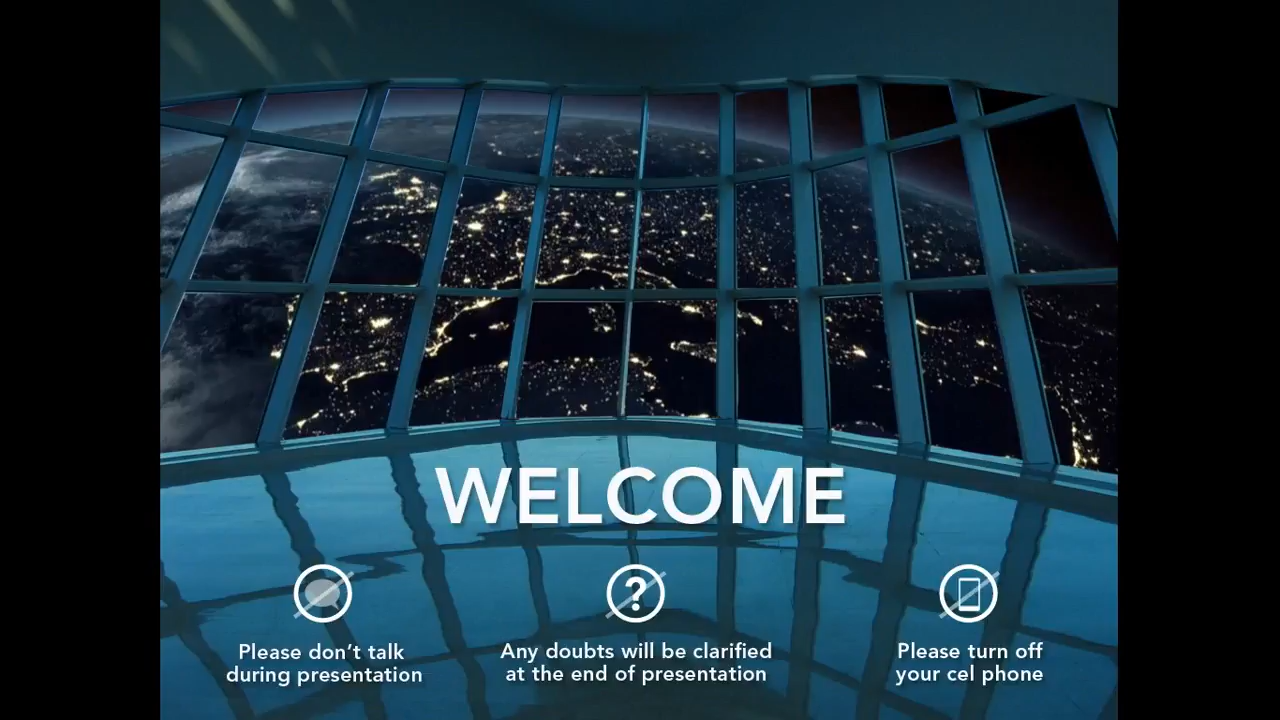 WELCOME
Please don't talk
during presentation
Any doubts will be clarified
at the end of presentation
Please turn off
your cel phone